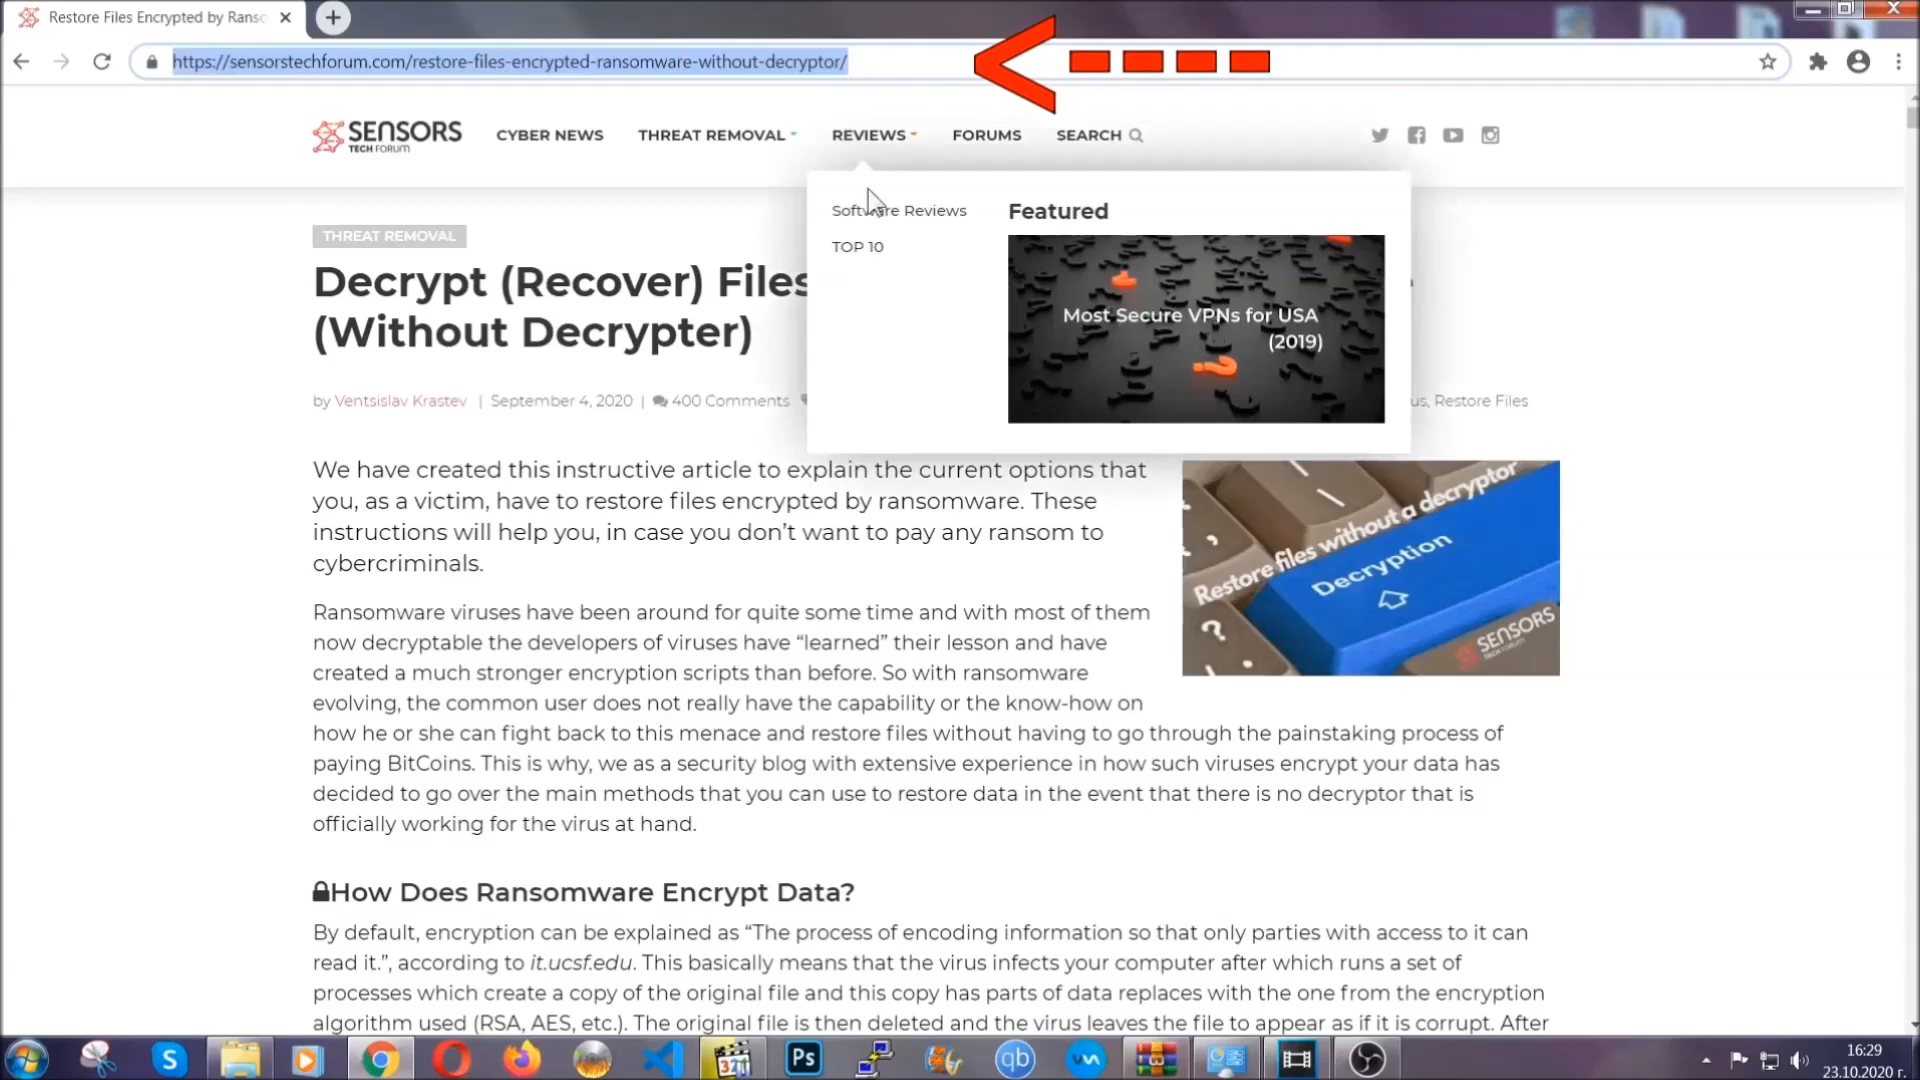 Restore Files Encrypted by Ranso
https://sensorstechforum.com/restore-files-encrypted-ransomware-without-decryptor/
SENSORS
TECH FORUM
CYBER NEWS
THREAT REMOVAL
REVIEWS
FORUMS
SEARCH
Software Reviews
TOP 10
Featured
Most Secure VPNs for USA
(2019)
THREAT REMOVAL
Decrypt (Recover) Files
(Without Decrypter)
by Ventsislav Krastev | September 4, 2020 | 400 Comments
us, Restore Files
We have created this instructive article to explain the current options that
you, as a victim, have to restore files encrypted by ransomware. These
instructions will help you, in case you don’t want to pay any ransom to
cybercriminals.
Restore files without a decryptor
Decryption
SENSORS
TECH FORUM
Ransomware viruses have been around for quite some time and with most of them
now decryptable the developers of viruses have “learned” their lesson and have
created a much stronger encryption scripts than before. So with ransomware
evolving, the common user does not really have the capability or the know-how on
how he or she can fight back to this menace and restore files without having to go through the painstaking process of
paying BitCoins. This is why, we as a security blog with extensive experience in how such viruses encrypt your data has
decided to go over the main methods that you can use to restore data in the event that there is no decryptor that is
officially working for the virus at hand.
How Does Ransomware Encrypt Data?
By default, encryption can be explained as “The process of encoding information so that only parties with access to it can
read it.”, according to it.ucsf.edu. This basically means that the virus infects your computer after which runs a set of
processes which create a copy of the original file and this copy has parts of data replaces with the one from the encryption
algorithm used (RSA, AES, etc.). The original file is then deleted and the virus leaves the file to appear as if it is corrupt. After
S
321
Ps
qb
16:29
23.10.2020 г.